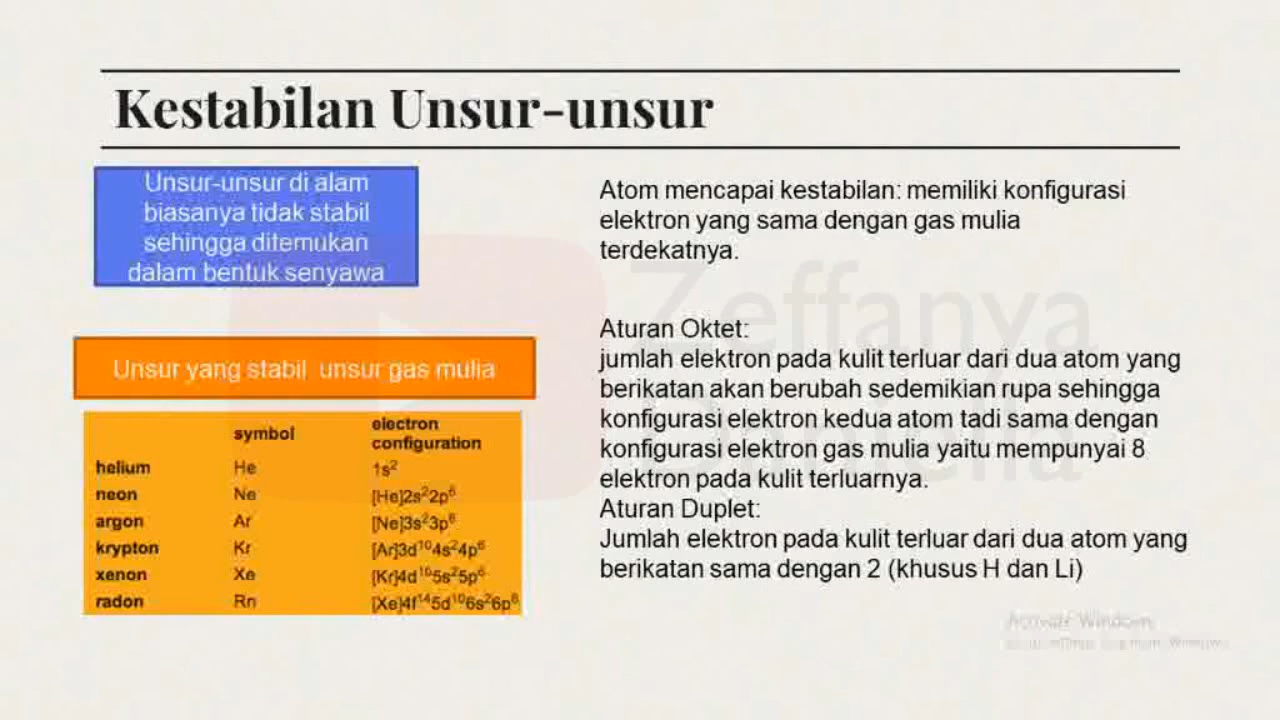 Kestabilan Unsur-unsur
Unsur-unsur di alam
biasanya tidak stabil
sehingga ditemukan
dalam bentuk senyawa
Unsur yang stabil unsur gas mulia
symbol electron configuration
helium He 1s²
neon Ne [He]2s²2p⁶
argon Ar [Ne]3s²3p⁶
krypton Kr [Ar]3d¹⁰4s²4p⁶
xenon Xe [Kr]4d¹⁰5s²5p⁶
radon Rn [Xe]4f¹⁴5d¹⁰6s²6p⁶
Atom mencapai kestabilan: memiliki konfigurasi
elektron yang sama dengan gas mulia
terdekatnya.
Aturan Oktet:
jumlah elektron pada kulit terluar dari dua atom yang
berikatan akan berubah sedemikian rupa sehingga
konfigurasi elektron kedua atom tadi sama dengan
konfigurasi elektron gas mulia yaitu mempunyai 8
elektron pada kulit terluarnya.
Aturan Duplet:
Jumlah elektron pada kulit terluar dari dua atom yang
berikatan sama dengan 2 (khusus H dan Li)
Zeffanya
Activate Windows